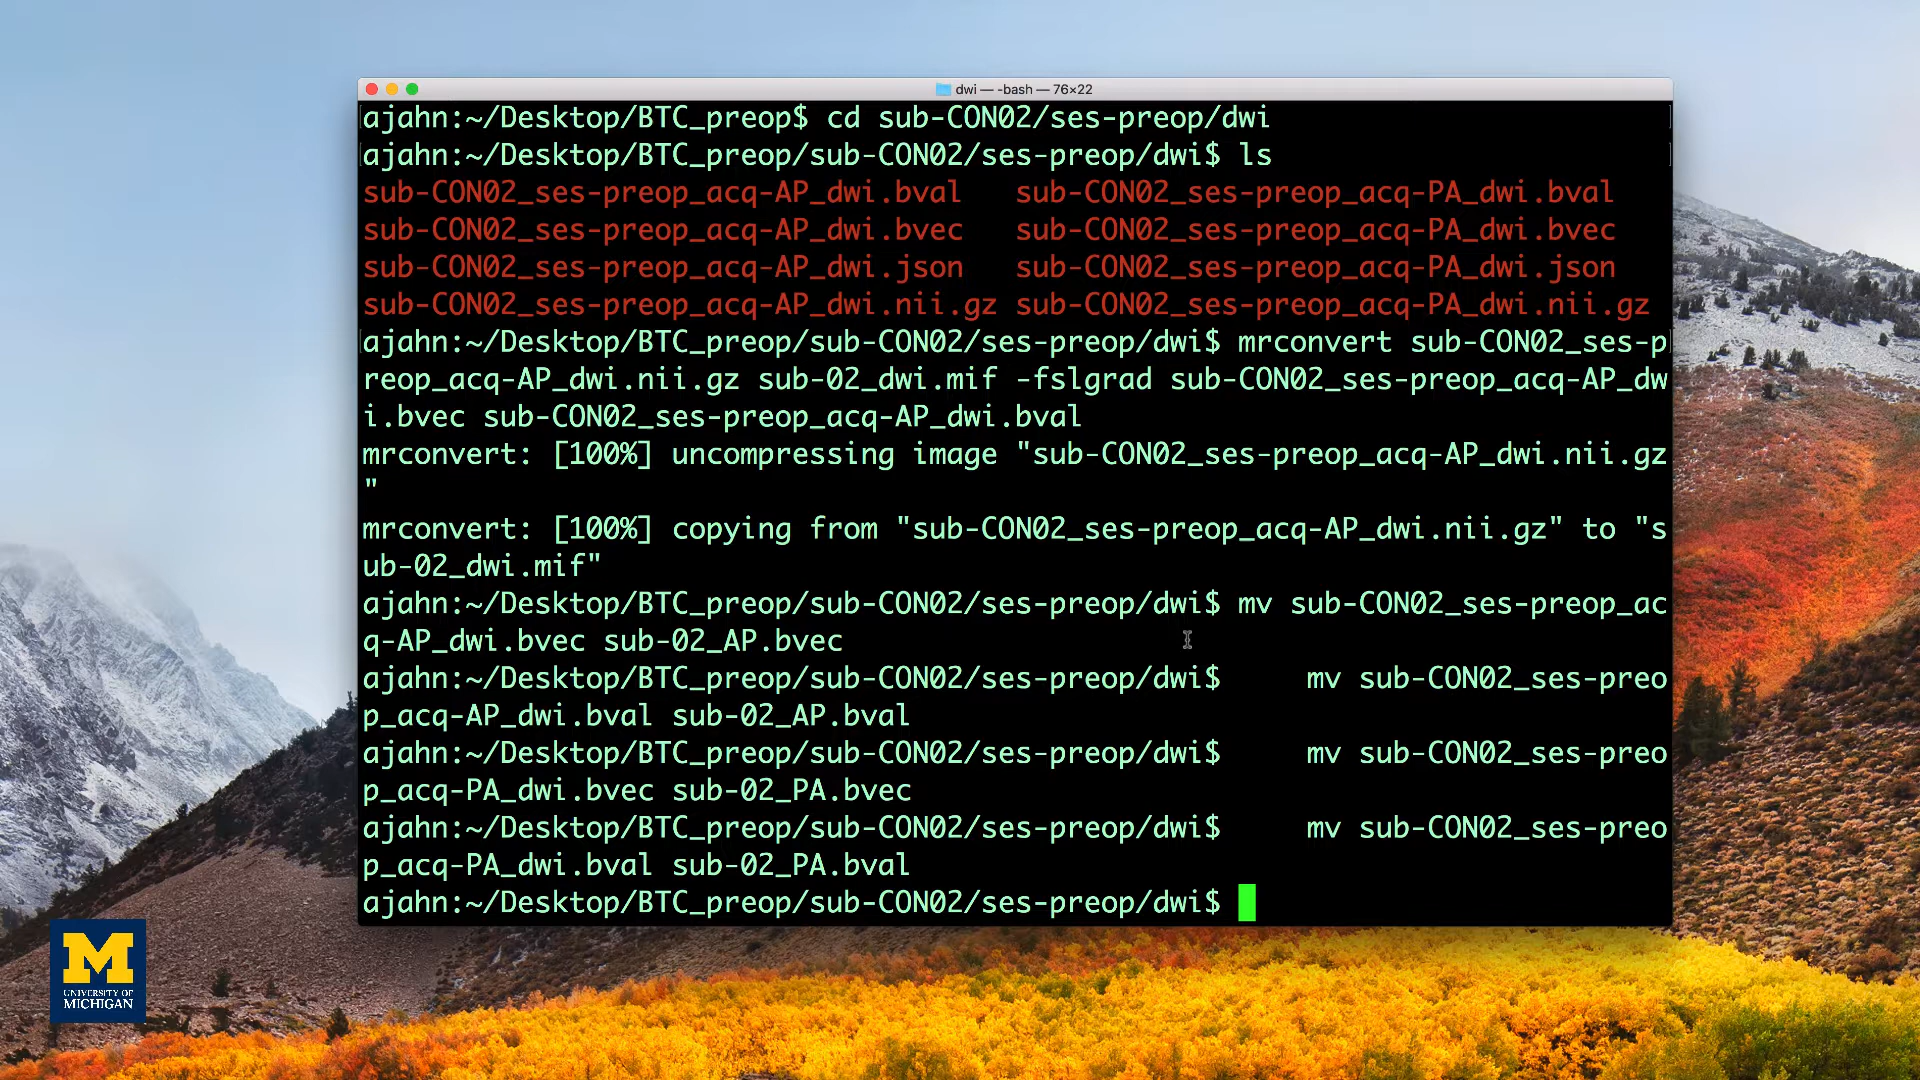 dwi — -bash — 76×22
ajahn:~/Desktop/BTC_preop$ cd sub-CON02/ses-preop/dwi
ajahn:~/Desktop/BTC_preop/sub-CON02/ses-preop/dwi$ ls
sub-CON02_ses-preop_acq-AP_dwi.bval   sub-CON02_ses-preop_acq-PA_dwi.bval
sub-CON02_ses-preop_acq-AP_dwi.bvec   sub-CON02_ses-preop_acq-PA_dwi.bvec
sub-CON02_ses-preop_acq-AP_dwi.json   sub-CON02_ses-preop_acq-PA_dwi.json
sub-CON02_ses-preop_acq-AP_dwi.nii.gz sub-CON02_ses-preop_acq-PA_dwi.nii.gz
ajahn:~/Desktop/BTC_preop/sub-CON02/ses-preop/dwi$ mrconvert sub-CON02_ses-p
reop_acq-AP_dwi.nii.gz sub-02_dwi.mif -fslgrad sub-CON02_ses-preop_acq-AP_dw
i.bvec sub-CON02_ses-preop_acq-AP_dwi.bval
mrconvert: [100%] uncompressing image "sub-CON02_ses-preop_acq-AP_dwi.nii.gz
"
mrconvert: [100%] copying from "sub-CON02_ses-preop_acq-AP_dwi.nii.gz" to "s
ub-02_dwi.mif"
ajahn:~/Desktop/BTC_preop/sub-CON02/ses-preop/dwi$ mv sub-CON02_ses-preop_ac
q-AP_dwi.bvec sub-02_AP.bvec
ajahn:~/Desktop/BTC_preop/sub-CON02/ses-preop/dwi$     mv sub-CON02_ses-preo
p_acq-AP_dwi.bval sub-02_AP.bval
ajahn:~/Desktop/BTC_preop/sub-CON02/ses-preop/dwi$     mv sub-CON02_ses-preo
p_acq-PA_dwi.bvec sub-02_PA.bvec
ajahn:~/Desktop/BTC_preop/sub-CON02/ses-preop/dwi$     mv sub-CON02_ses-preo
p_acq-PA_dwi.bval sub-02_PA.bval
ajahn:~/Desktop/BTC_preop/sub-CON02/ses-preop/dwi$
M
UNIVERSITY OF
MICHIGAN